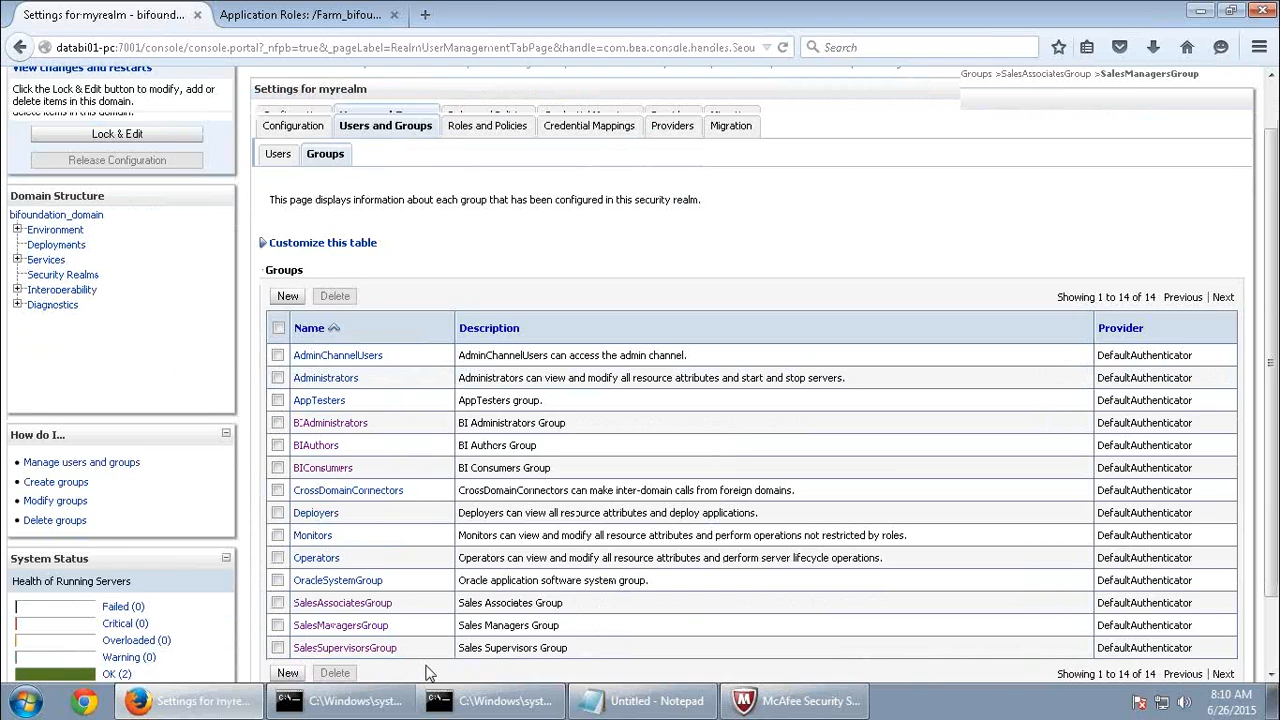 Settings for myrealm - bifound...
Application Roles: /Farm_bifou...
databi01-pc:7001/console/console.portal?_nfpb=true&_pageLabel=RealmUserManagementTabPage&handle=com.bea.console.handles.Secu
Search
View changes and restarts
Click the Lock & Edit button to modify, add or
delete items in this domain.
Lock & Edit
Release Configuration
Domain Structure
bifoundation_domain
Environment
Deployments
Services
Security Realms
Interoperability
Diagnostics
How do I...
Manage users and groups
Create groups
Modify groups
Delete groups
System Status
Health of Running Servers
Failed (0)
Critical (0)
Overloaded (0)
Warning (0)
OK (2)
Groups >SalesAssociatesGroup >SalesManagersGroup
Settings for myrealm
Configuration Users and Groups Roles and Policies Credential Mappings Providers Migration
Users Groups
This page displays information about each group that has been configured in this security realm.
Customize this table
Groups
New Delete Showing 1 to 14 of 14 Previous | Next
Name Description Provider
AdminChannelUsers AdminChannelUsers can access the admin channel. DefaultAuthenticator
Administrators Administrators can view and modify all resource attributes and start and stop servers. DefaultAuthenticator
AppTesters AppTesters group. DefaultAuthenticator
BIAdministrators BI Administrators Group DefaultAuthenticator
BIAuthors BI Authors Group DefaultAuthenticator
BIConsumers BI Consumers Group DefaultAuthenticator
CrossDomainConnectors CrossDomainConnectors can make inter-domain calls from foreign domains. DefaultAuthenticator
Deployers Deployers can view all resource attributes and deploy applications. DefaultAuthenticator
Monitors Monitors can view and modify all resource attributes and perform operations not restricted by roles. DefaultAuthenticator
Operators Operators can view and modify all resource attributes and perform server lifecycle operations. DefaultAuthenticator
OracleSystemGroup Oracle application software system group. DefaultAuthenticator
SalesAssociatesGroup Sales Associates Group DefaultAuthenticator
SalesManagersGroup Sales Managers Group DefaultAuthenticator
SalesSupervisorsGroup Sales Supervisors Group DefaultAuthenticator
New Delete Showing 1 to 14 of 14 Previous | Next
Settings for myre... C:\Windows\syst... C:\Windows\syst... Untitled - Notepad McAfee Security S...
8:10 AM
6/26/2015